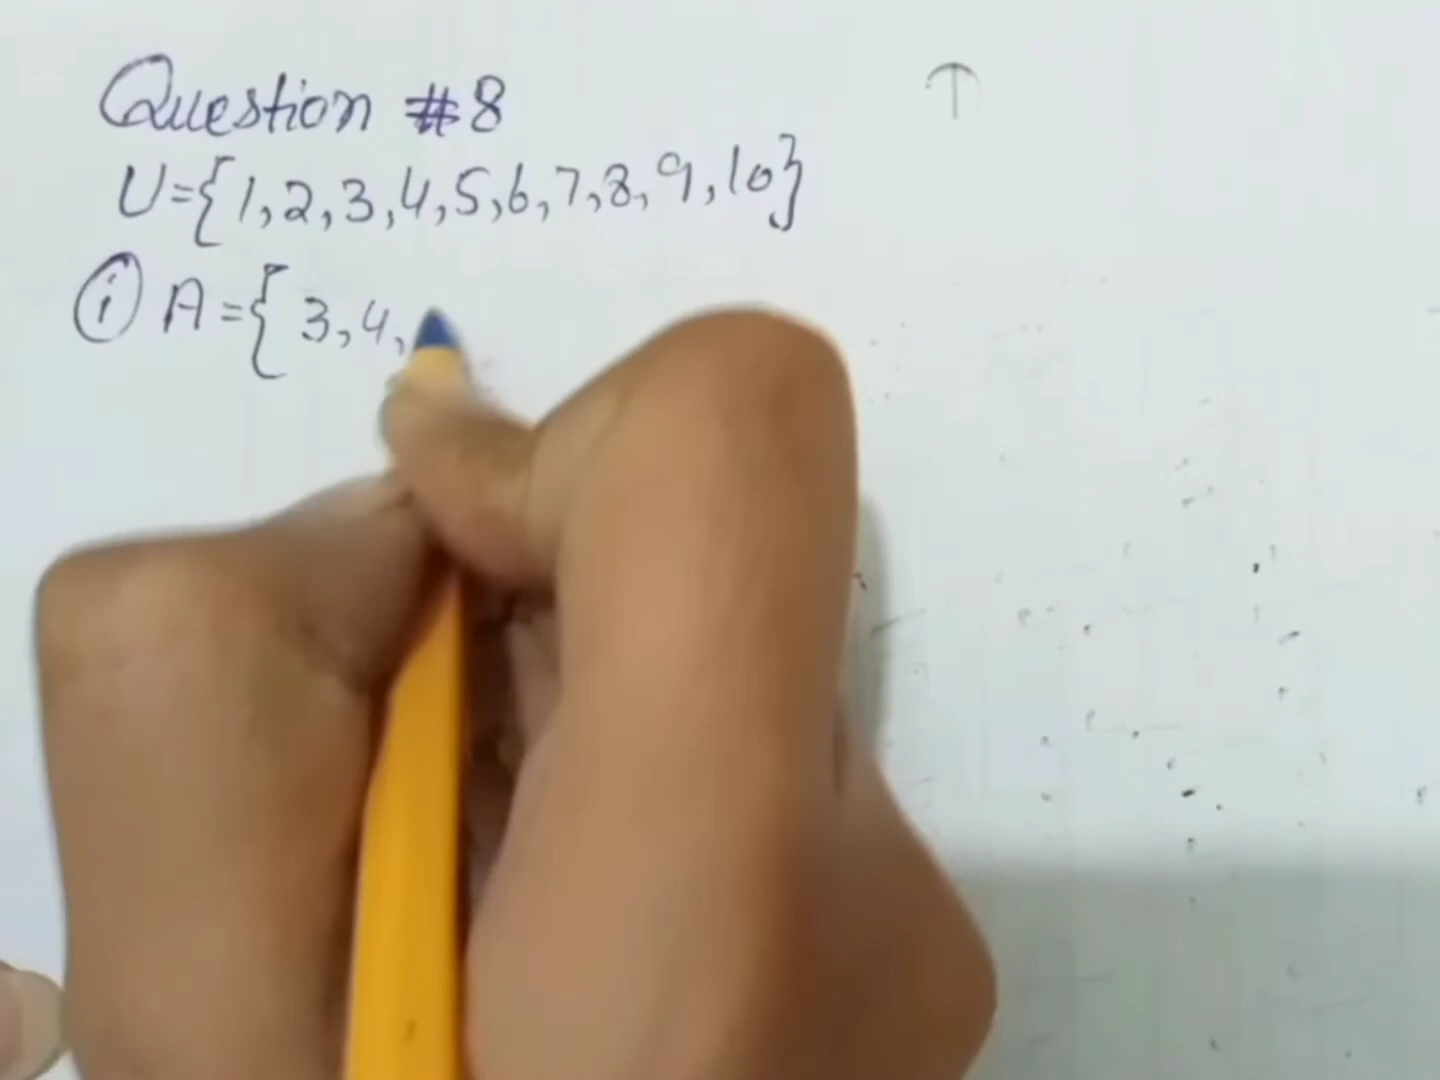 Question #8
U={1,2,3,4,5,6,7,8,9,10}
i A={ 3,4,